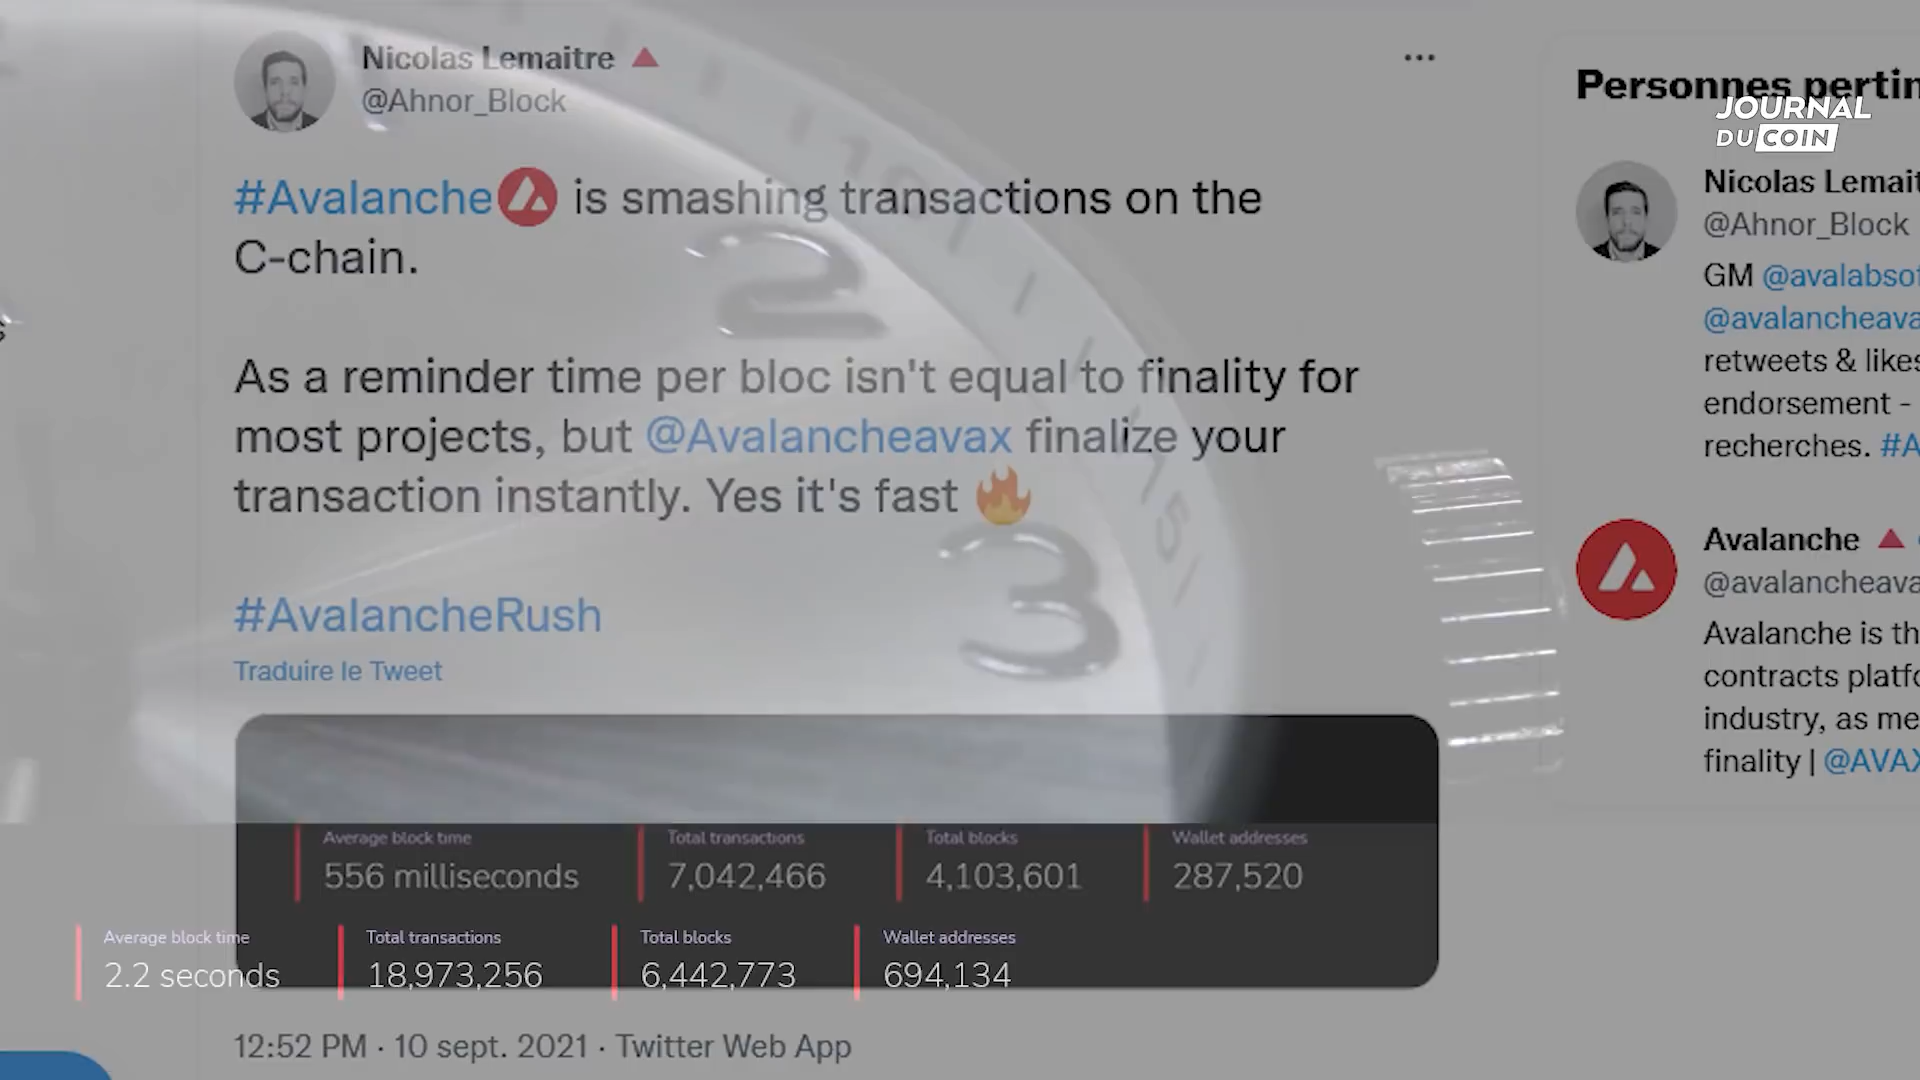 Nicolas Lemaitre
@Ahnor_Block
#Avalanche is smashing transactions on the
C-chain.
As a reminder time per bloc isn't equal to finality for
most projects, but @Avalancheavax finalize your
transaction instantly. Yes it's fast
#AvalancheRush
Traduire le Tweet
Average block time
556 milliseconds
Total transactions
7,042,466
Total blocks
4,103,601
Wallet addresses
287,520
Average block time
2.2 seconds
Total transactions
18,973,256
Total blocks
6,442,773
Wallet addresses
694,134
12:52 PM · 10 sept. 2021 · Twitter Web App
2
3
10
15
JOURNAL
DU COIN
Personnes
Nicolas
@Ahnor_Block
GM
retweets & likes
endorsement -
recherches.
Avalanche
Avalanche is
contracts
industry, as
finality |